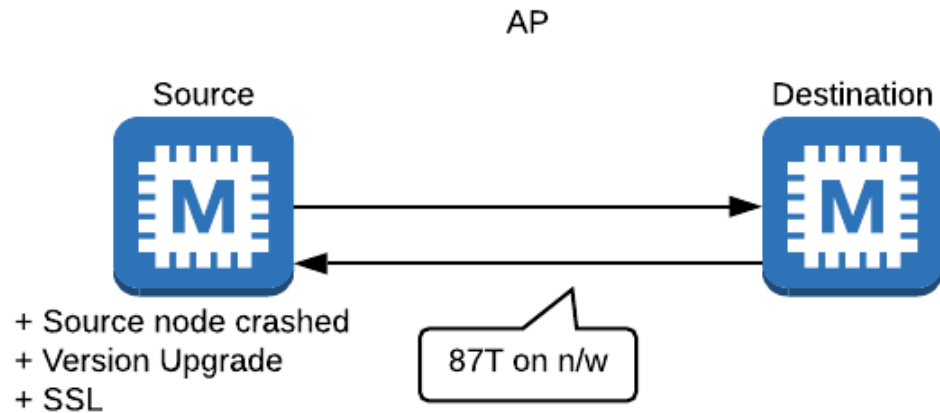 AP
Source
Destination
M
M
+ Source node crashed
+ Version Upgrade
+ SSL
87T on n/w